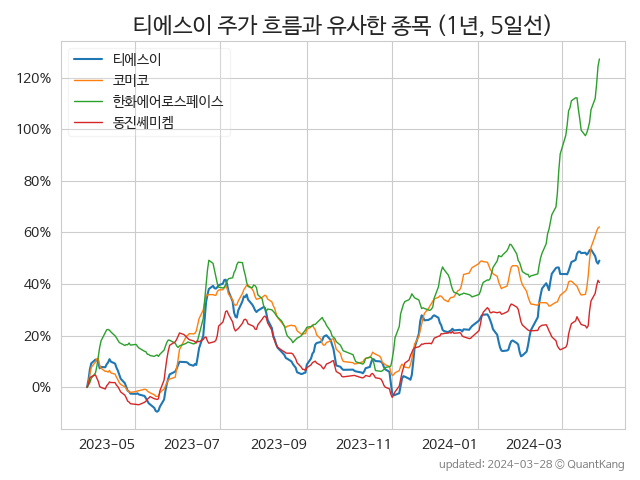 티에스이 주가 흐름과 유사한 종목 (1년, 5일선)
티에스이
코미코
한화에어로스페이스
동진쎄미켐
120%
100%
80%
60%
40%
20%
0%
2023-05 2023-07 2023-09 2023-11 2024-01 2024-03
updated: 2024-03-28 © QuantKang